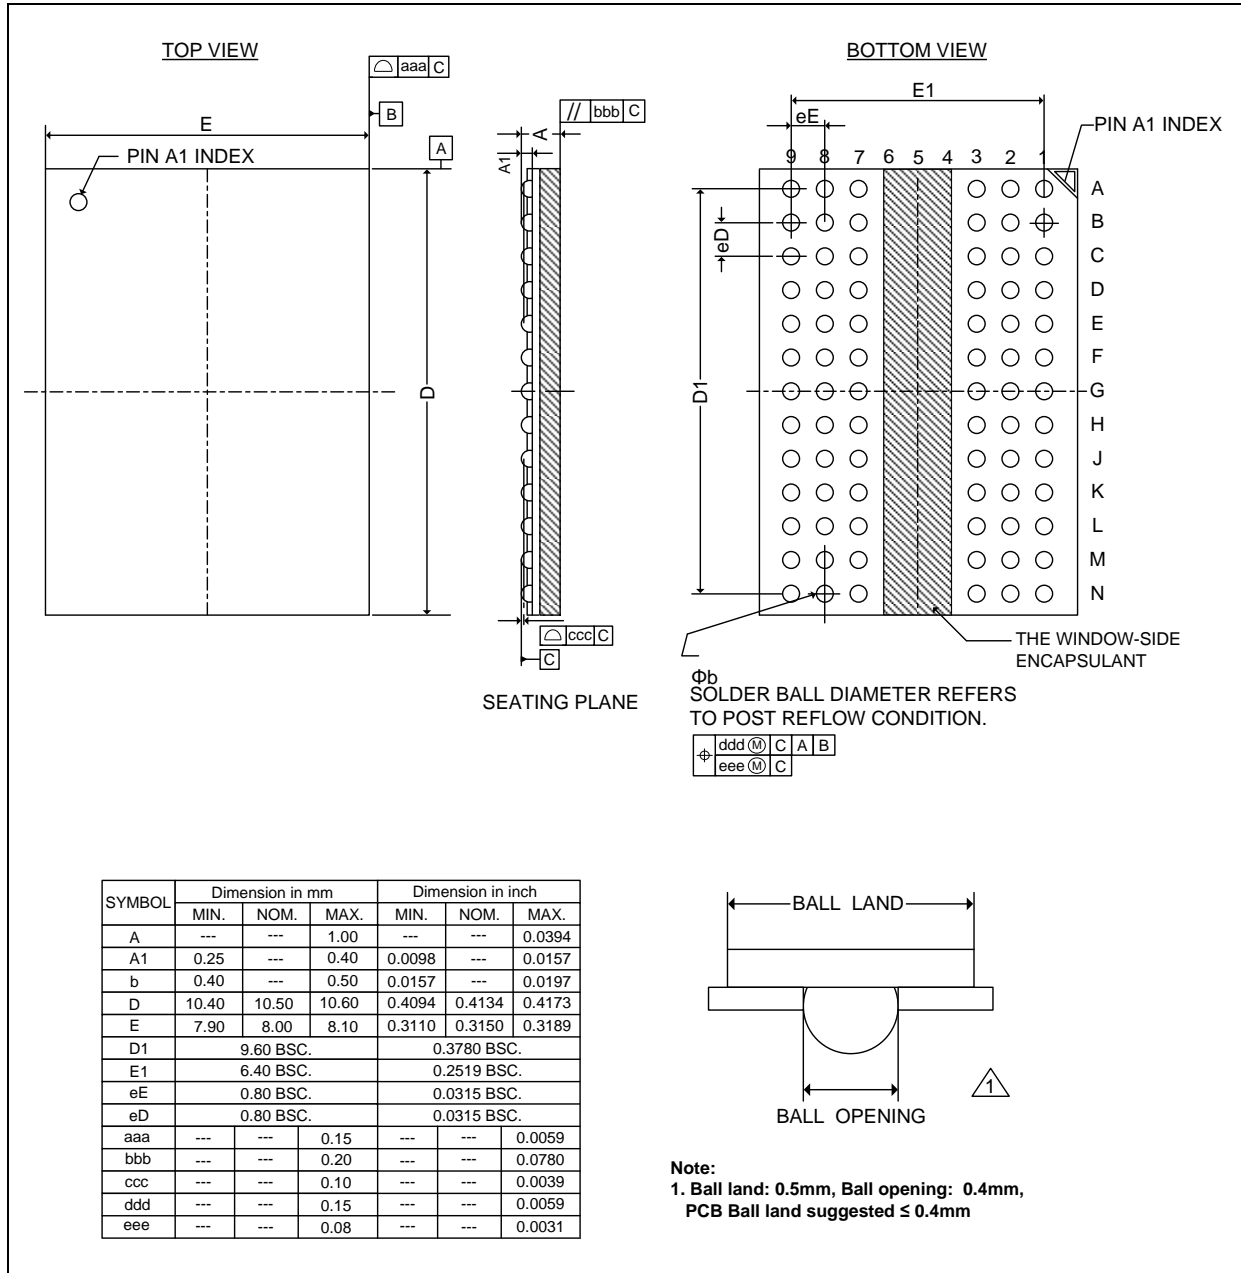 TOP VIEW
aaa C
B
E
PIN A1 INDEX
A
D
// bbb C
A
A1
ccc C
C
SEATING PLANE
BOTTOM VIEW
E1
eE
PIN A1 INDEX
9 8 7 6 5 4 3 2 1
A
B
C
D
E
F
G
H
J
K
L
M
N
eD
D1
THE WINDOW-SIDE
ENCAPSULANT
Φb
SOLDER BALL DIAMETER REFERS
TO POST REFLOW CONDITION.
⌖ ddd Ⓜ C A B
eee Ⓜ C
SYMBOL Dimension in mm Dimension in inch
MIN. NOM. MAX. MIN. NOM. MAX.
A --- --- 1.00 --- --- 0.0394
A1 0.25 --- 0.40 0.0098 --- 0.0157
b 0.40 --- 0.50 0.0157 --- 0.0197
D 10.40 10.50 10.60 0.4094 0.4134 0.4173
E 7.90 8.00 8.10 0.3110 0.3150 0.3189
D1 9.60 BSC. 0.3780 BSC.
E1 6.40 BSC. 0.2519 BSC.
eE 0.80 BSC. 0.0315 BSC.
eD 0.80 BSC. 0.0315 BSC.
aaa --- --- 0.15 --- --- 0.0059
bbb --- --- 0.20 --- --- 0.0780
ccc --- --- 0.10 --- --- 0.0039
ddd --- --- 0.15 --- --- 0.0059
eee --- --- 0.08 --- --- 0.0031
BALL LAND
1
BALL OPENING
Note:
1. Ball land: 0.5mm, Ball opening: 0.4mm,
PCB Ball land suggested ≤ 0.4mm